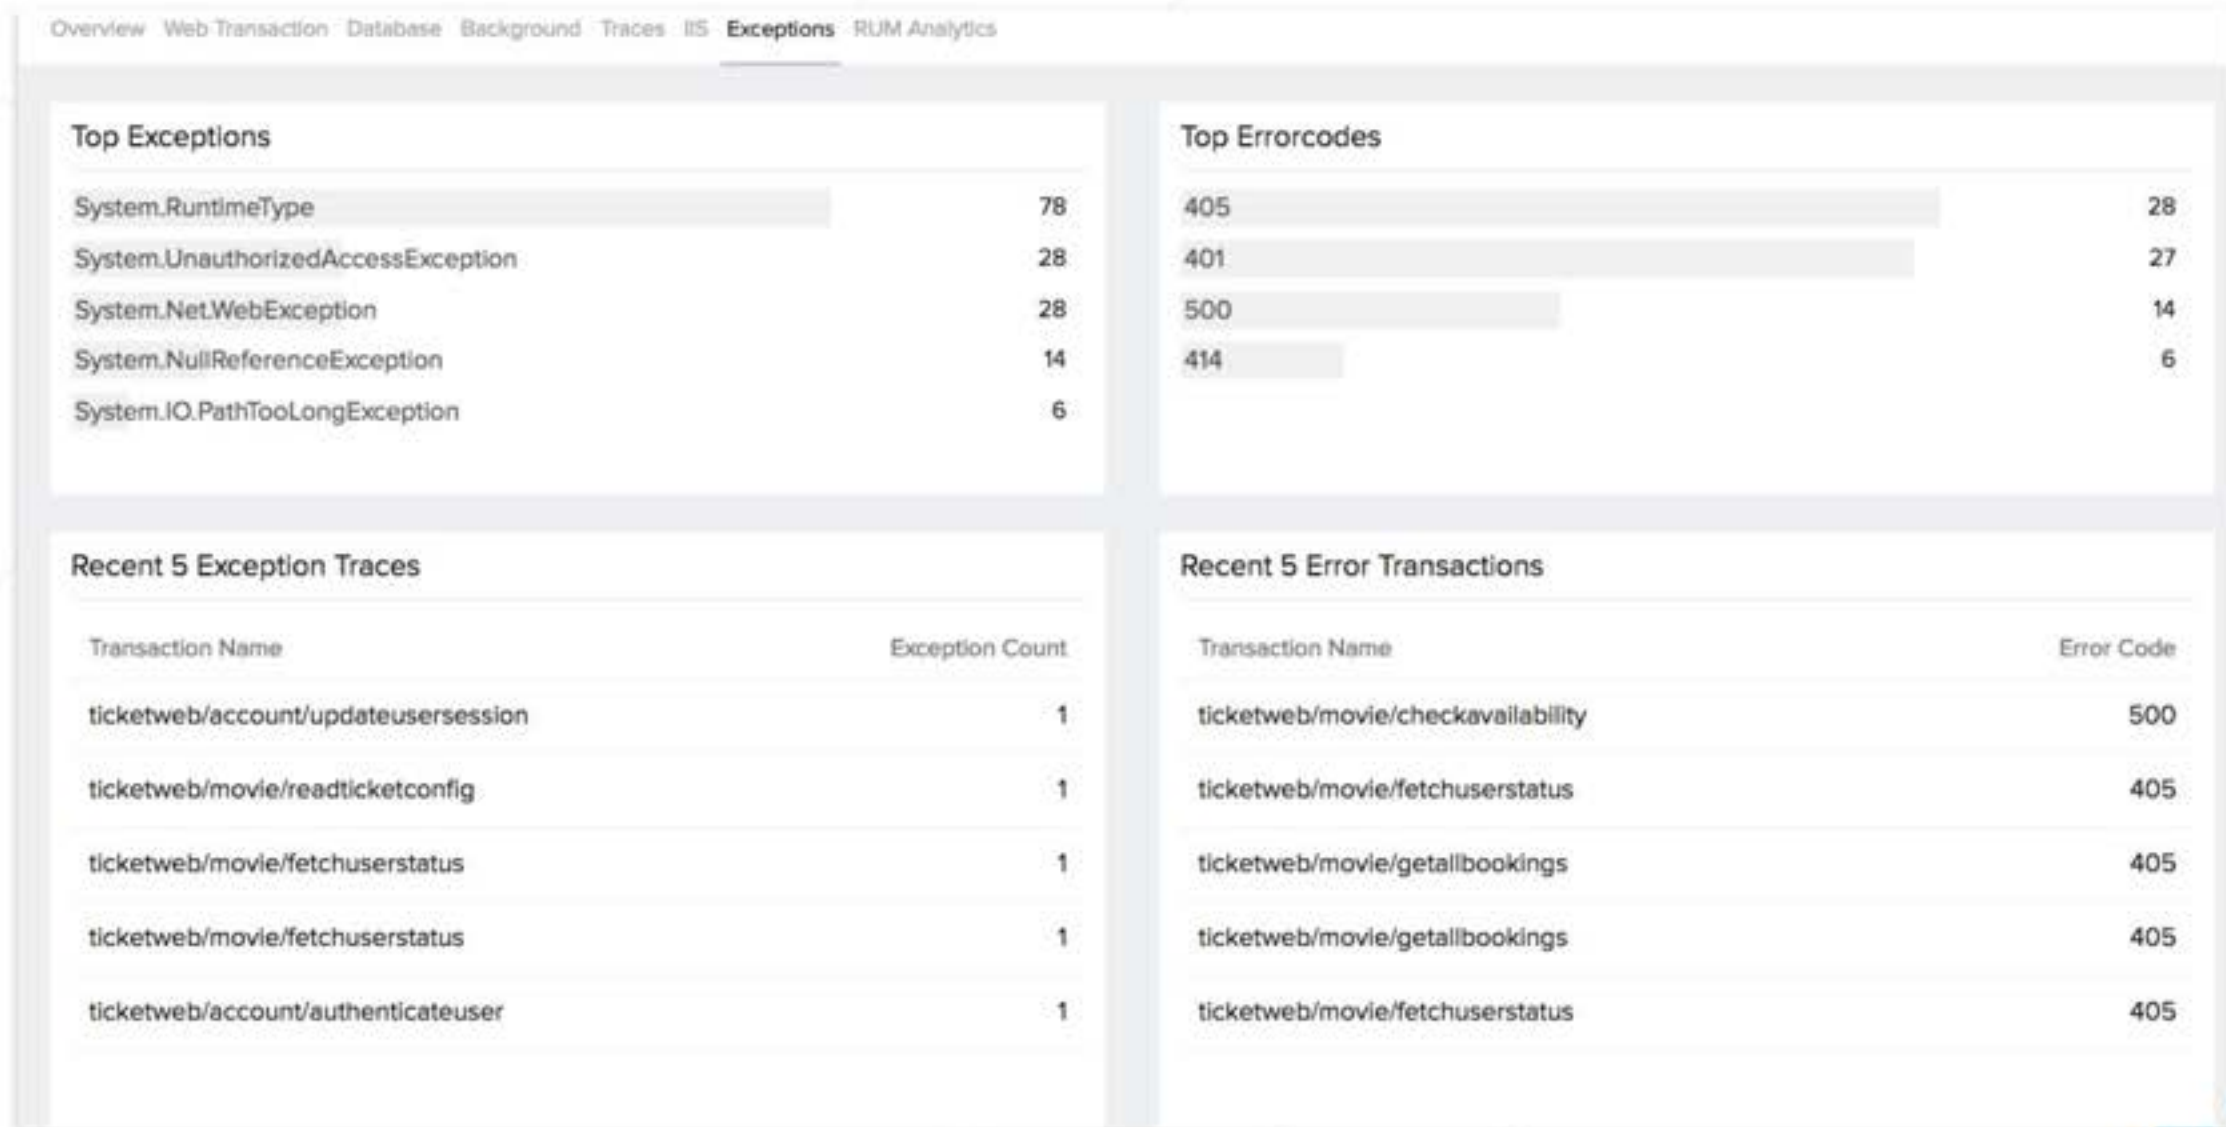 Overview Web Transaction Database Background Traces IIS Exceptions RUM Analytics
Top Exceptions
System.RuntimeType 78
System.UnauthorizedAccessException 28
System.Net.WebException 28
System.NullReferenceException 14
System.IO.PathTooLongException 6
Top Errorcodes
405 28
401 27
500 14
414 6
Recent 5 Exception Traces
Transaction Name Exception Count
ticketweb/account/updateusersession 1
ticketweb/movie/readticketconfig 1
ticketweb/movie/fetchuserstatus 1
ticketweb/movie/fetchuserstatus 1
ticketweb/account/authenticateuser 1
Recent 5 Error Transactions
Transaction Name Error Code
ticketweb/movie/checkavailability 500
ticketweb/movie/fetchuserstatus 405
ticketweb/movie/getallbookings 405
ticketweb/movie/getallbookings 405
ticketweb/movie/fetchuserstatus 405